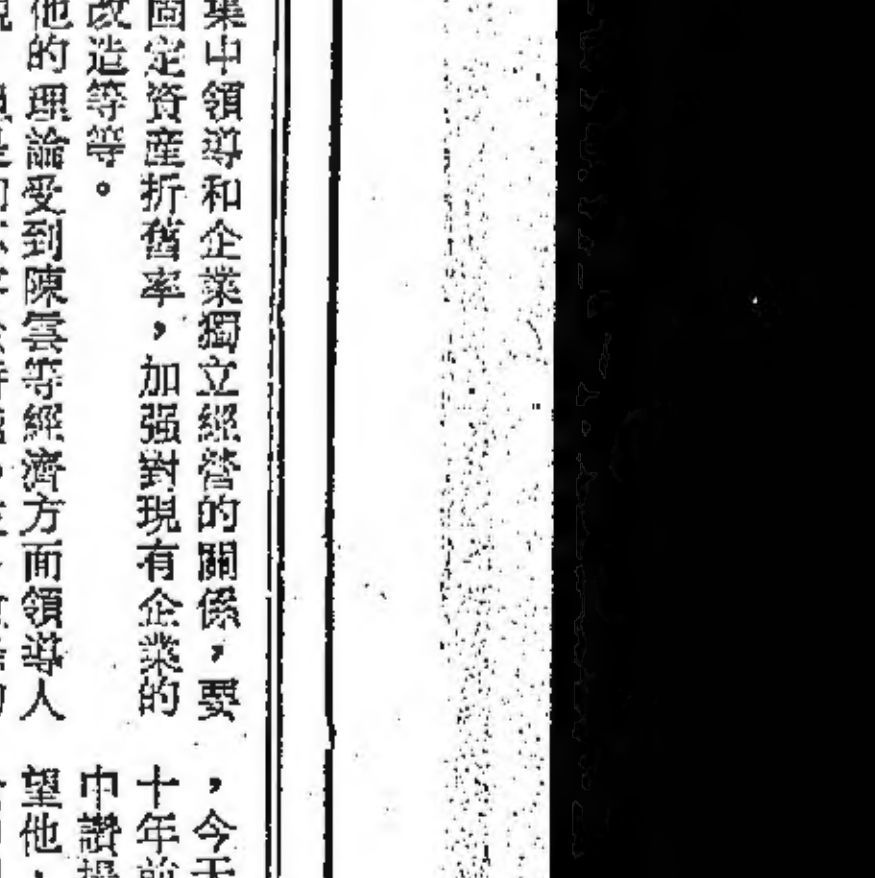 集中領導和企業獨立經營的關係，要
固定資產折舊率，加强對現有企業的
改造等等。
他的理論受到陳雲等經濟方面領導人
，今天
十年前
中讚揚
望他，